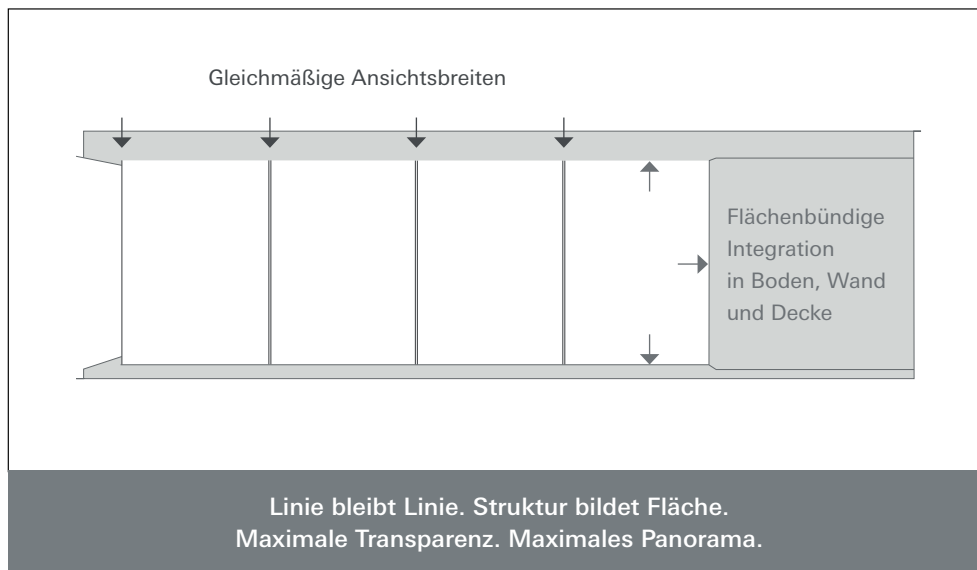 Gleichmäßige Ansichtsbreiten
Flächenbündige
Integration
in Boden, Wand
und Decke
Linie bleibt Linie. Struktur bildet Fläche.
Maximale Transparenz. Maximales Panorama.